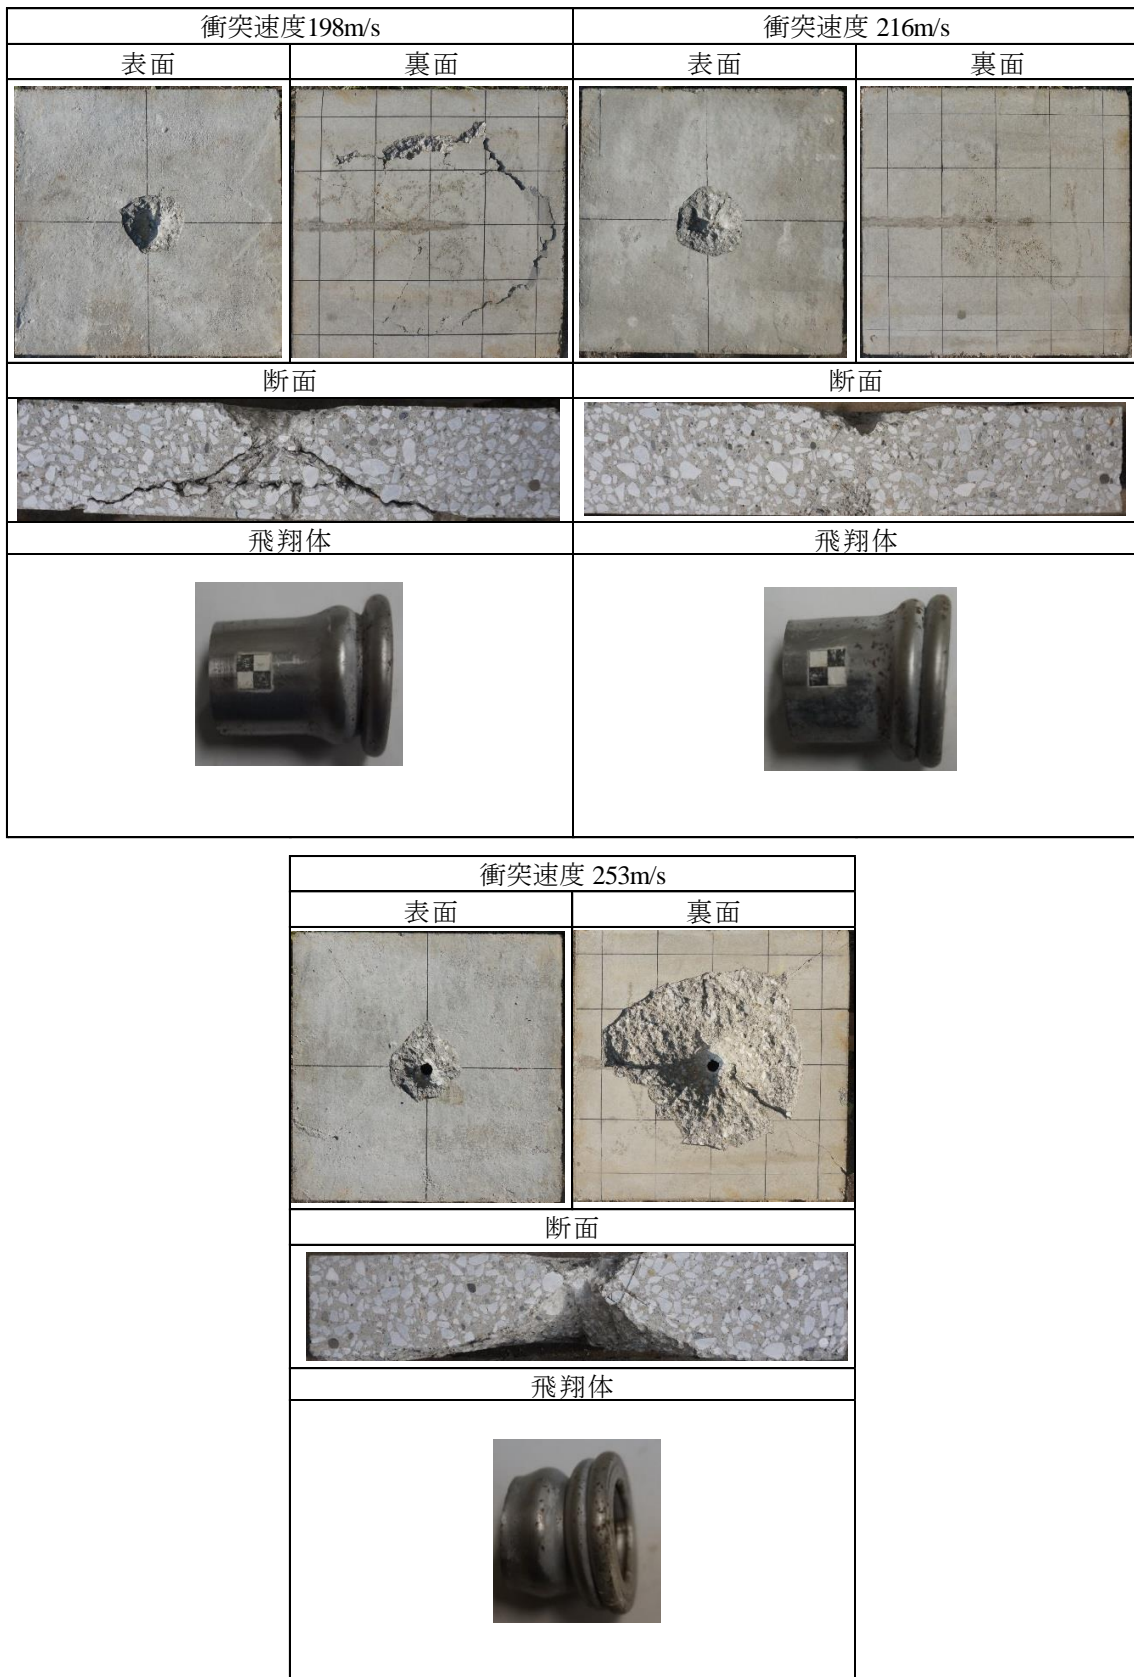 衝突速度198m/s
衝突速度 216m/s
表面
裏面
表面
裏面
断面
断面
飛翔体
飛翔体
衝突速度 253m/s
表面
裏面
断面
飛翔体